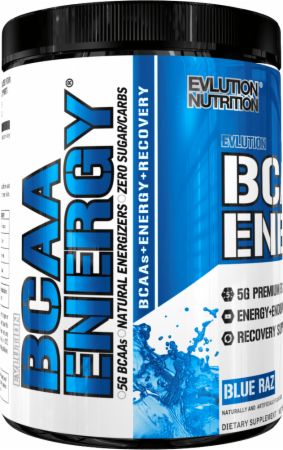 EVLUTION®
NUTRITION
EVLUTION
BCAA
ENERGY®
5G BCAAs NATURAL ENERGIZERS ZERO SUGAR/CARBS
BCAAs+ENERGY+RECOVERY
EVLUTION
BC
ENE
5G PREMIUM
ENERGY+
RECOVERY
BLUE RAZ
NATURALLY AND ARTIFICIALLY
DIETARY SUPPLEMENT